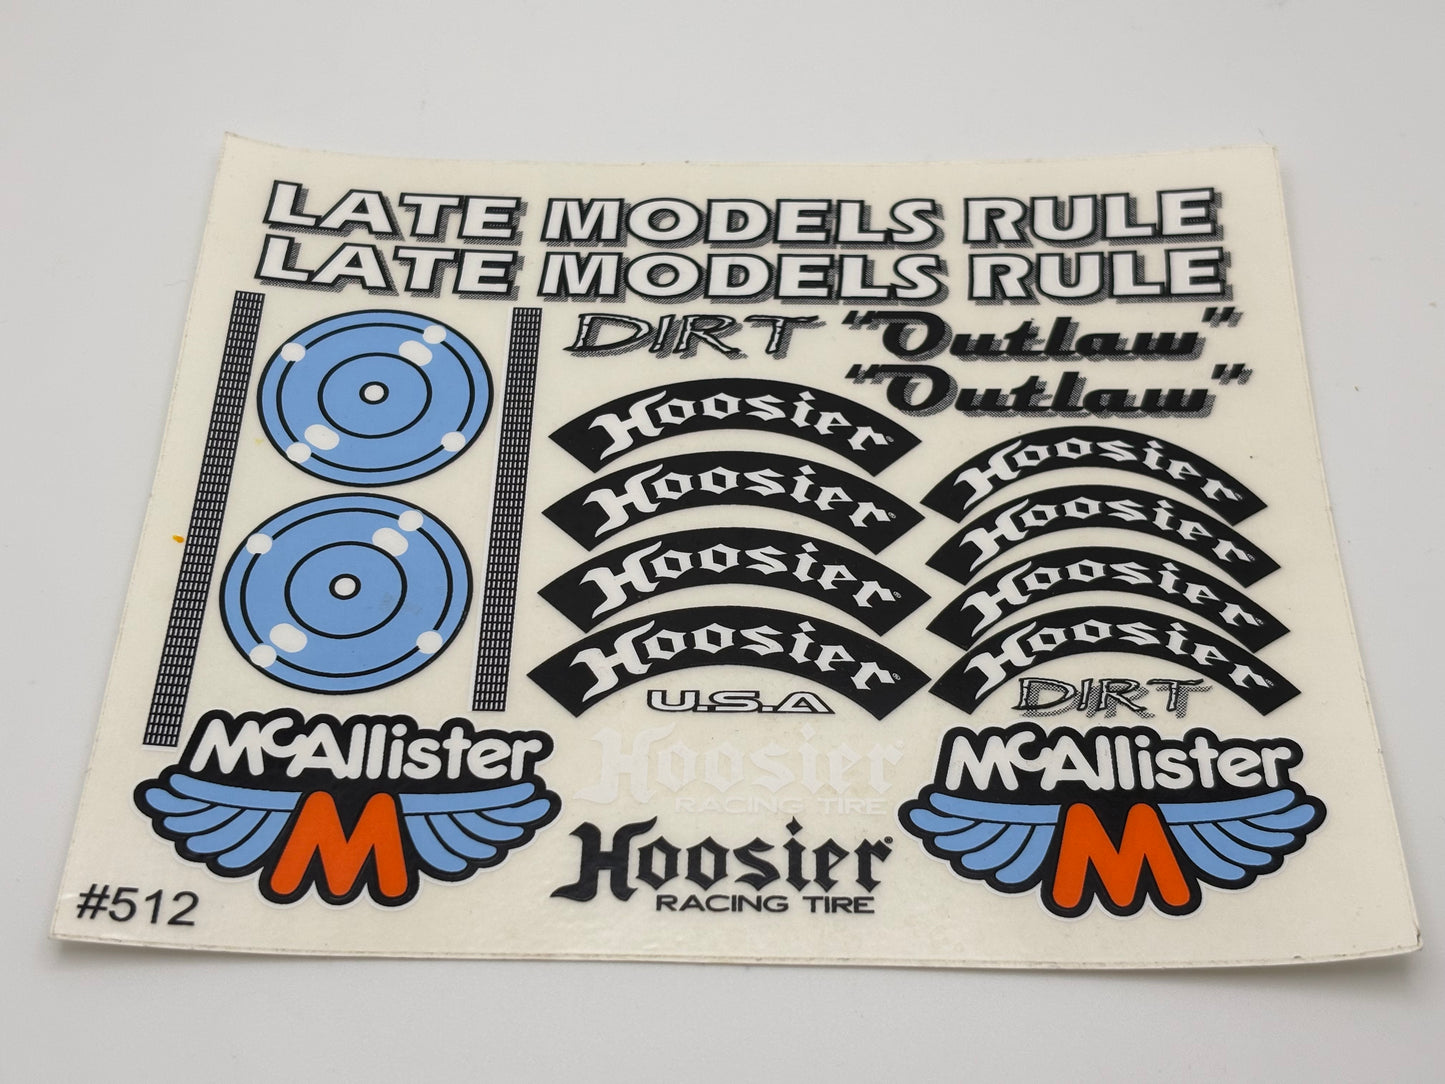 LATE MODELS RULE
LATE MODELS RULE
DIRT "Outlaw"
"Outlaw"
Hoosier®
Hoosier®
Hoosier®
Hoosier®
U.S.A
Hoosier®
Hoosier®
Hoosier®
Hoosier®
DIRT
McAllister
M
Hoosier
RACING TIRE
Hoosier®
RACING TIRE
McAllister
M
#512